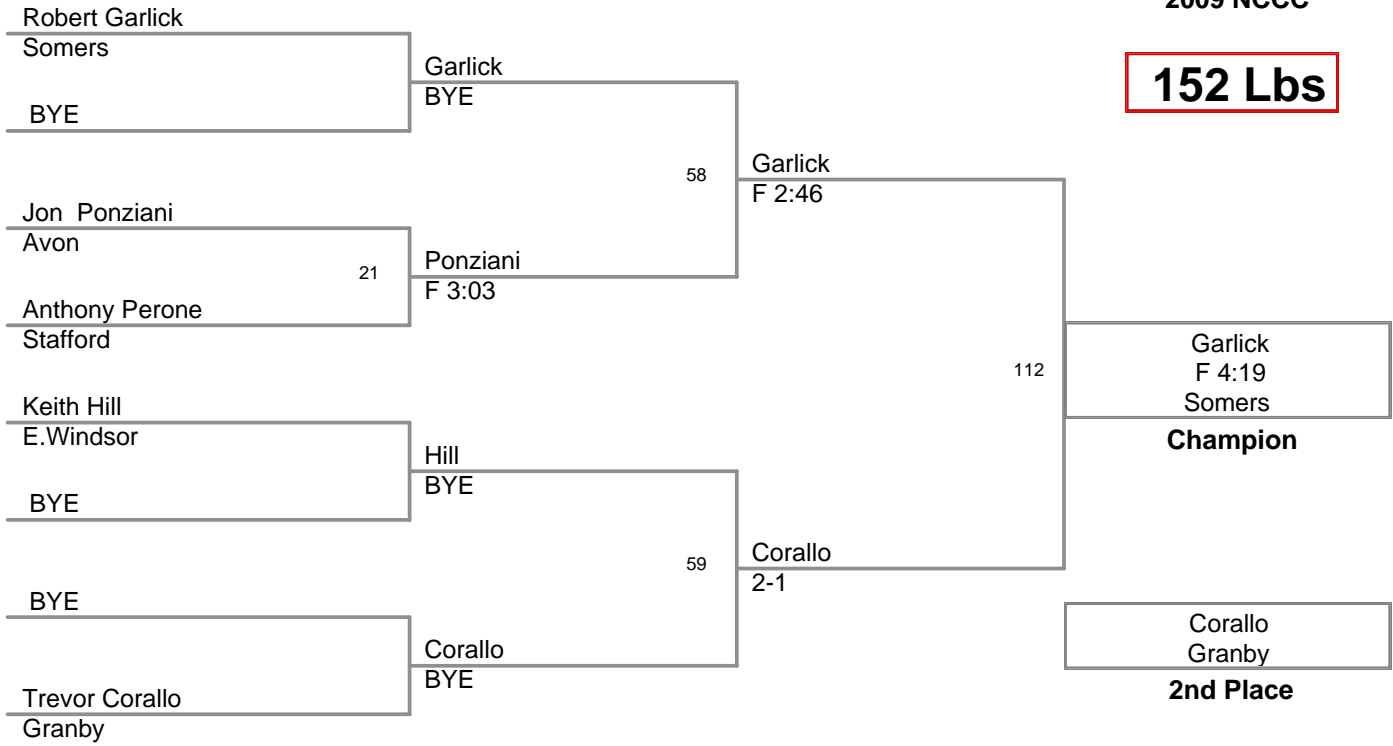 2009 NCCC
152 Lbs
Robert Garlick
Somers
BYE
Jon Ponziani
Avon
Anthony Perone
Stafford
Keith Hill
E.Windsor
BYE
BYE
Trevor Corallo
Granby
Garlick
BYE
21
Ponziani
F 3:03
Hill
BYE
Corallo
BYE
58
Garlick
F 2:46
59
Corallo
2-1
112
Garlick
F 4:19
Somers
Champion
Corallo
Granby
2nd Place